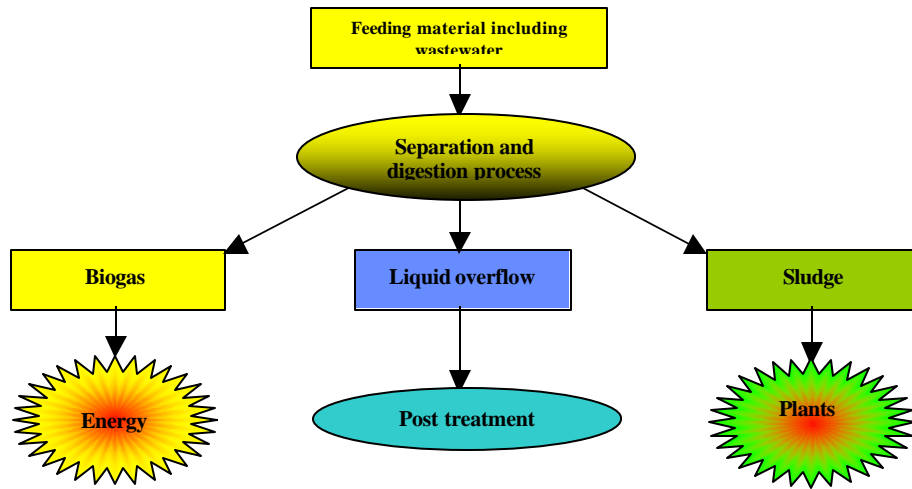 Feeding material including
wastewater
Separation and
digestion process
Biogas
Liquid overflow
Sludge
Energy
Post treatment
Plants